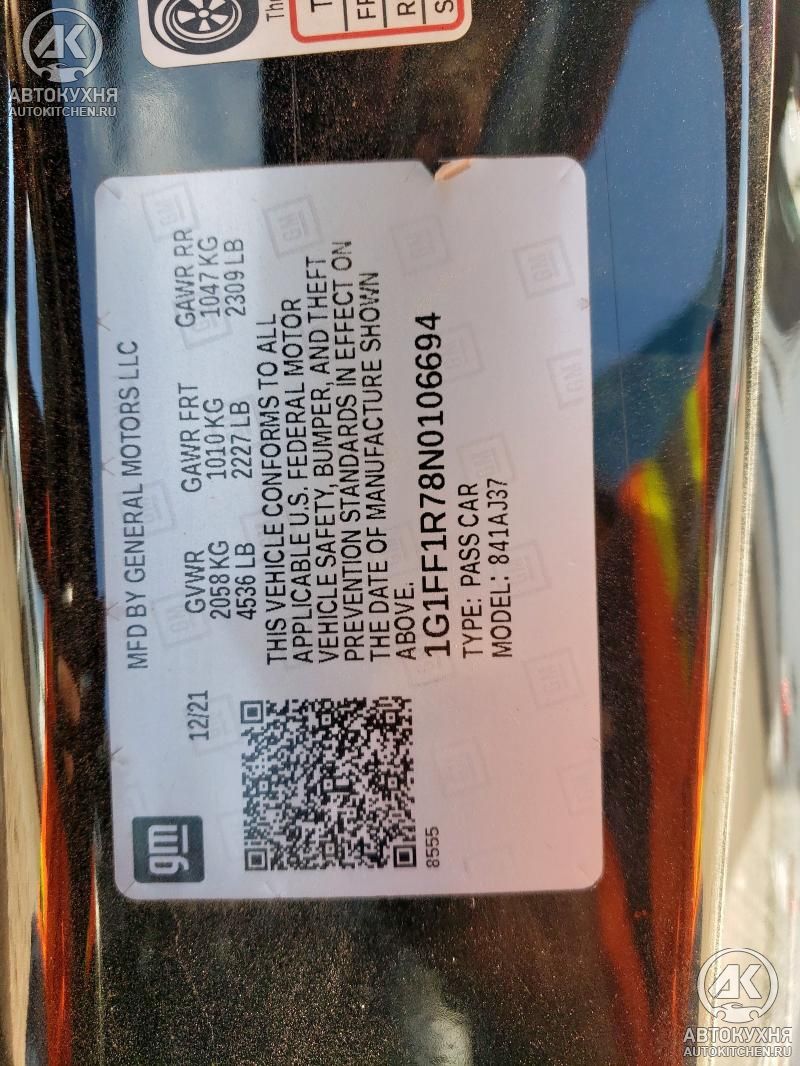 АВТОКУХНЯ
AUTOKITCHEN.RU
gm
MFD BY GENERAL MOTORS LLC
12/21
GVWR GAWR FRT GAWR RR
2058 KG 1010 KG 1047 KG
4536 LB 2227 LB 2309 LB
THIS VEHICLE CONFORMS TO ALL
APPLICABLE U.S. FEDERAL MOTOR
VEHICLE SAFETY, BUMPER, AND THEFT
PREVENTION STANDARDS IN EFFECT ON
THE DATE OF MANUFACTURE SHOWN
ABOVE.
8555
1G1FF1R78N0106694
TYPE: PASS CAR
MODEL: 841AJ37
АВТОКУХНЯ
AUTOKITCHEN.RU